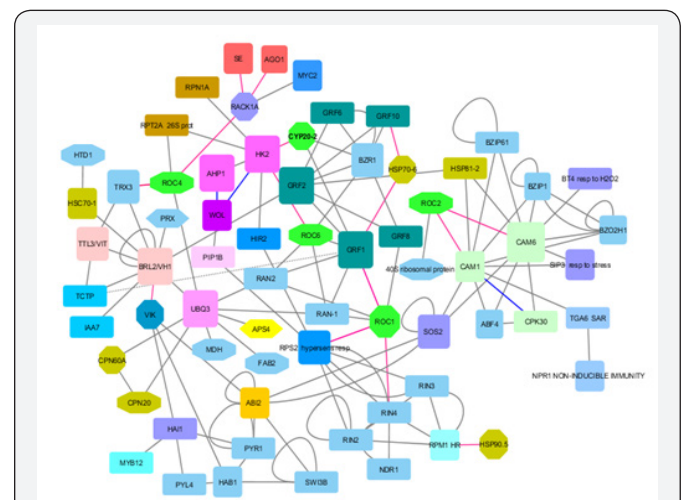 SE
AGO1
MYC2
RPN1A
RACK1A
GRF6
GRF10
RPT2A 26S prot
CYP20-2
BZIP61
HTD1
HK2
BZR1
HSP70-6
HSP81-2
AHP1
TRX3
ROC4
GRF2
BZIP1
BT4 resp to H2O2
HSC70-1
ROC2
PRX
WOL
TTL3/VIT
HIR2
ROC6
GRF1
GRF8
CAM6
BZO2H1
PIP1B
BRL2/VH1
40S ribosomal protein
CAM1
SIP3 resp to stress
RAN2
TCTP
UBQ3
RAN-1
ROC1
IAA7
VIK
APS4
SOS2
ABF4
CPK30
TGA6 SAR
RPS2 hypersens resp
MDH
FAB2
CPN60A
NPR1 NON-INDUCIBLE IMMUNITY
CPN20
ABI2
RIN3
RIN4
HAI1
PYR1
RIN2
RPM1 HR
HSP90.5
MYB12
NDR1
PYL4
HAB1
SWI3B